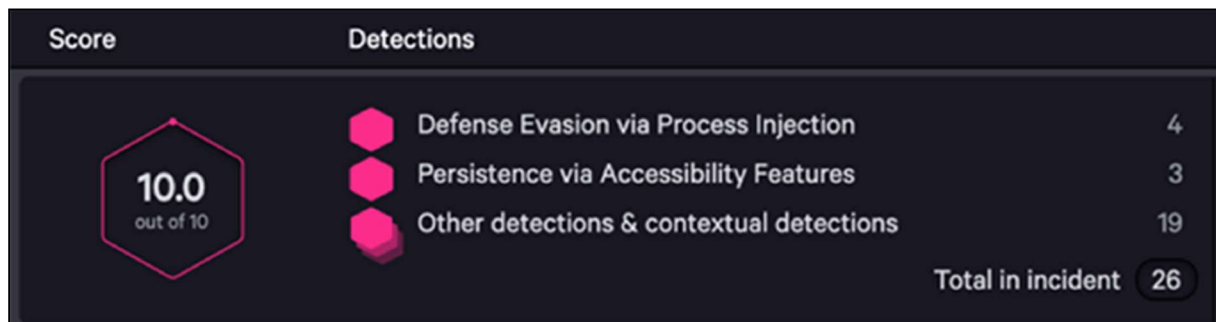 Score Detections
10.0
out of 10
Defense Evasion via Process Injection 4
Persistence via Accessibility Features 3
Other detections & contextual detections 19
Total in incident 26